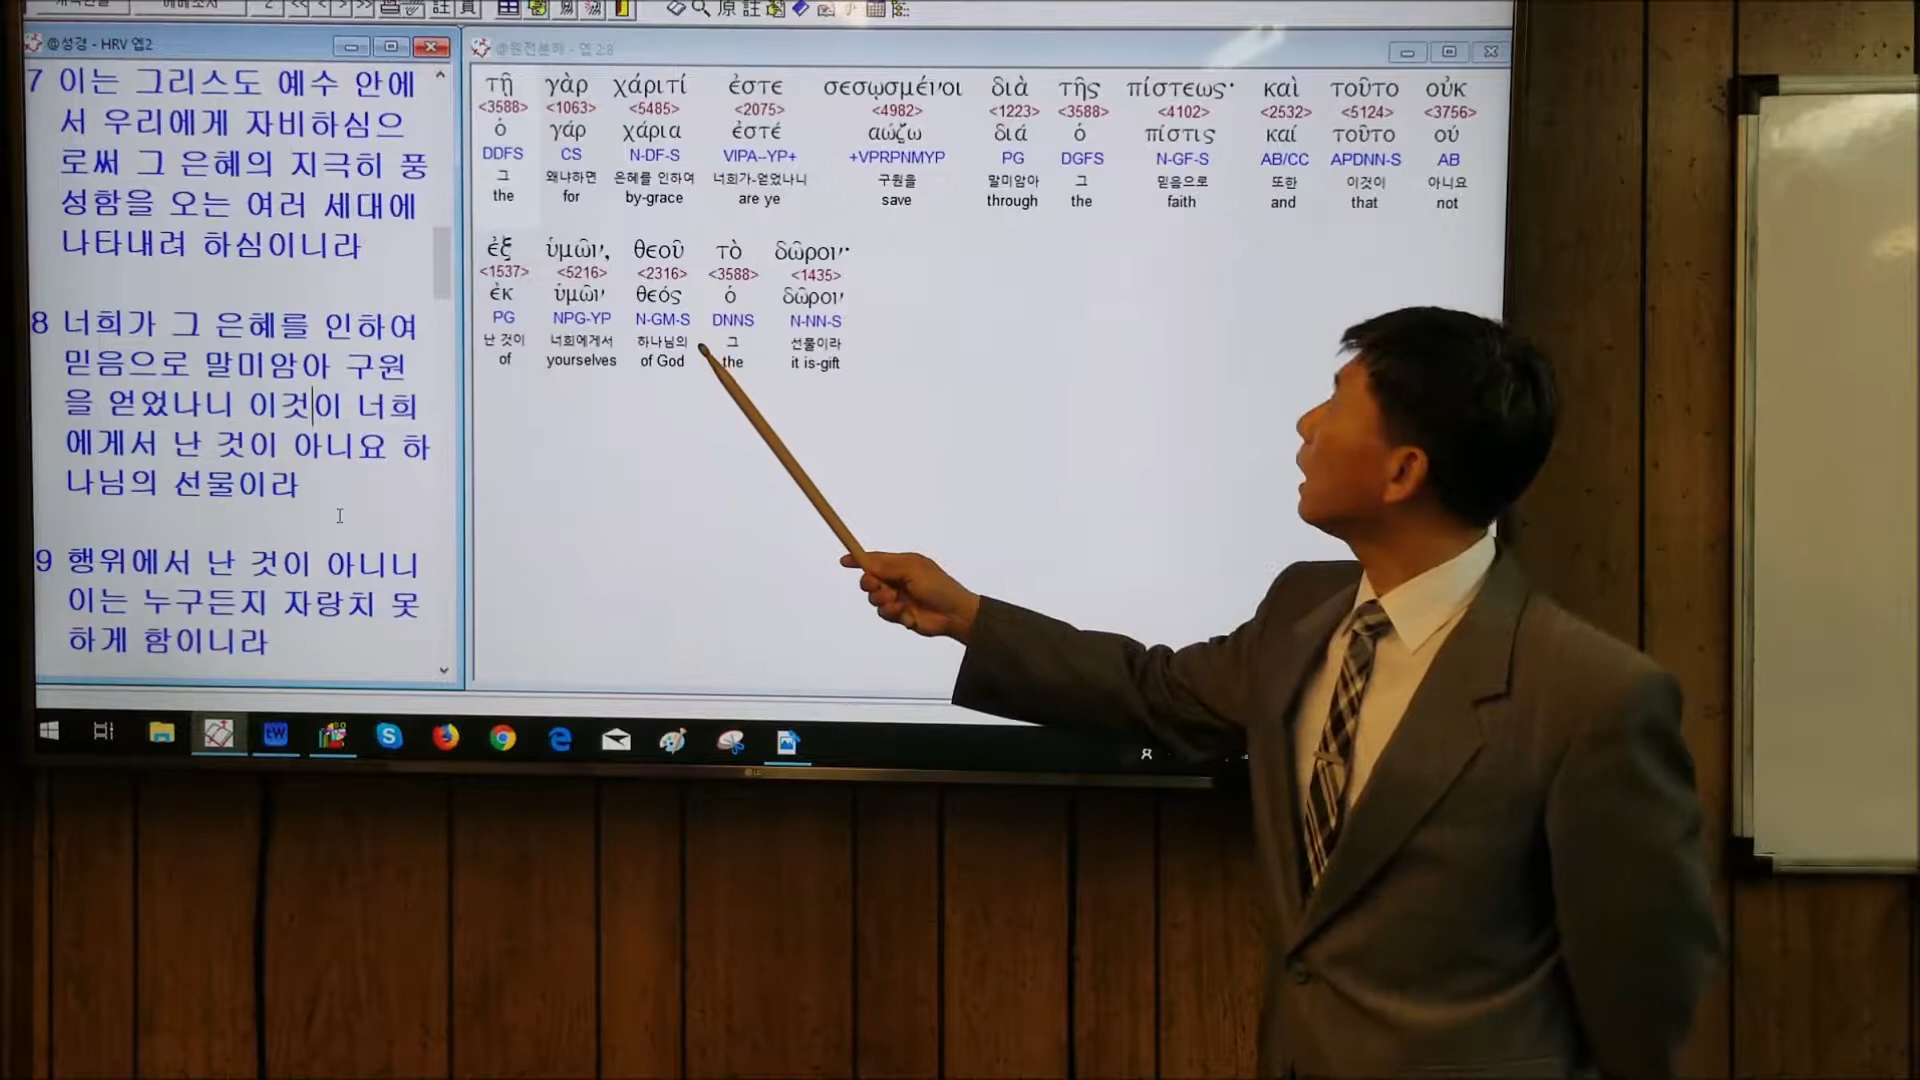 @성경 - HRV 엡2
7 이는 그리스도 예수 안에
서 우리에게 자비하심으
로써 그 은혜의 지극히 풍
성함을 오는 여러 세대에
나타내려 하심이니라
8 너희가 그 은혜를 인하여
믿음으로 말미암아 구원
을 얻었나니 이것이 너희
에게서 난 것이 아니요 하
나님의 선물이라
9 행위에서 난 것이 아니니
이는 누구든지 자랑치 못
하게 함이니라
@원전분해 - 엡 2:8
τῇ γὰρ χάριτί ἐστε σεσῳσμένοι διὰ τῆς πίστεως· καὶ τοῦτο οὐκ
<3588> <1063> <5485> <2075> <4982> <1223> <3588> <4102> <2532> <5124> <3756>
ὁ γάρ χάρια ἐστέ αώζω διά ὁ πίστις καί τοῦτο οὐ
DDFS CS N-DF-S VIPA--YP+ +VPRPNMYP PG DGFS N-GF-S AB/CC APDNN-S AB
그 왜냐하면 은혜를 인하여 너희가-얻었나니 구원을 말미암아 그 믿음으로 또한 이것이 아니요
the for by-grace are ye save through the faith and that not
ἐξ ὑμῶν, θεοῦ τὸ δῶρον·
<1537> <5216> <2316> <3588> <1435>
ἐκ ὑμῶν θεός ὁ δῶρον
PG NPG-YP N-GM-S DNNS N-NN-S
난 것이 너희에게서 하나님의 그 선물이라
of yourselves of God the it is-gift